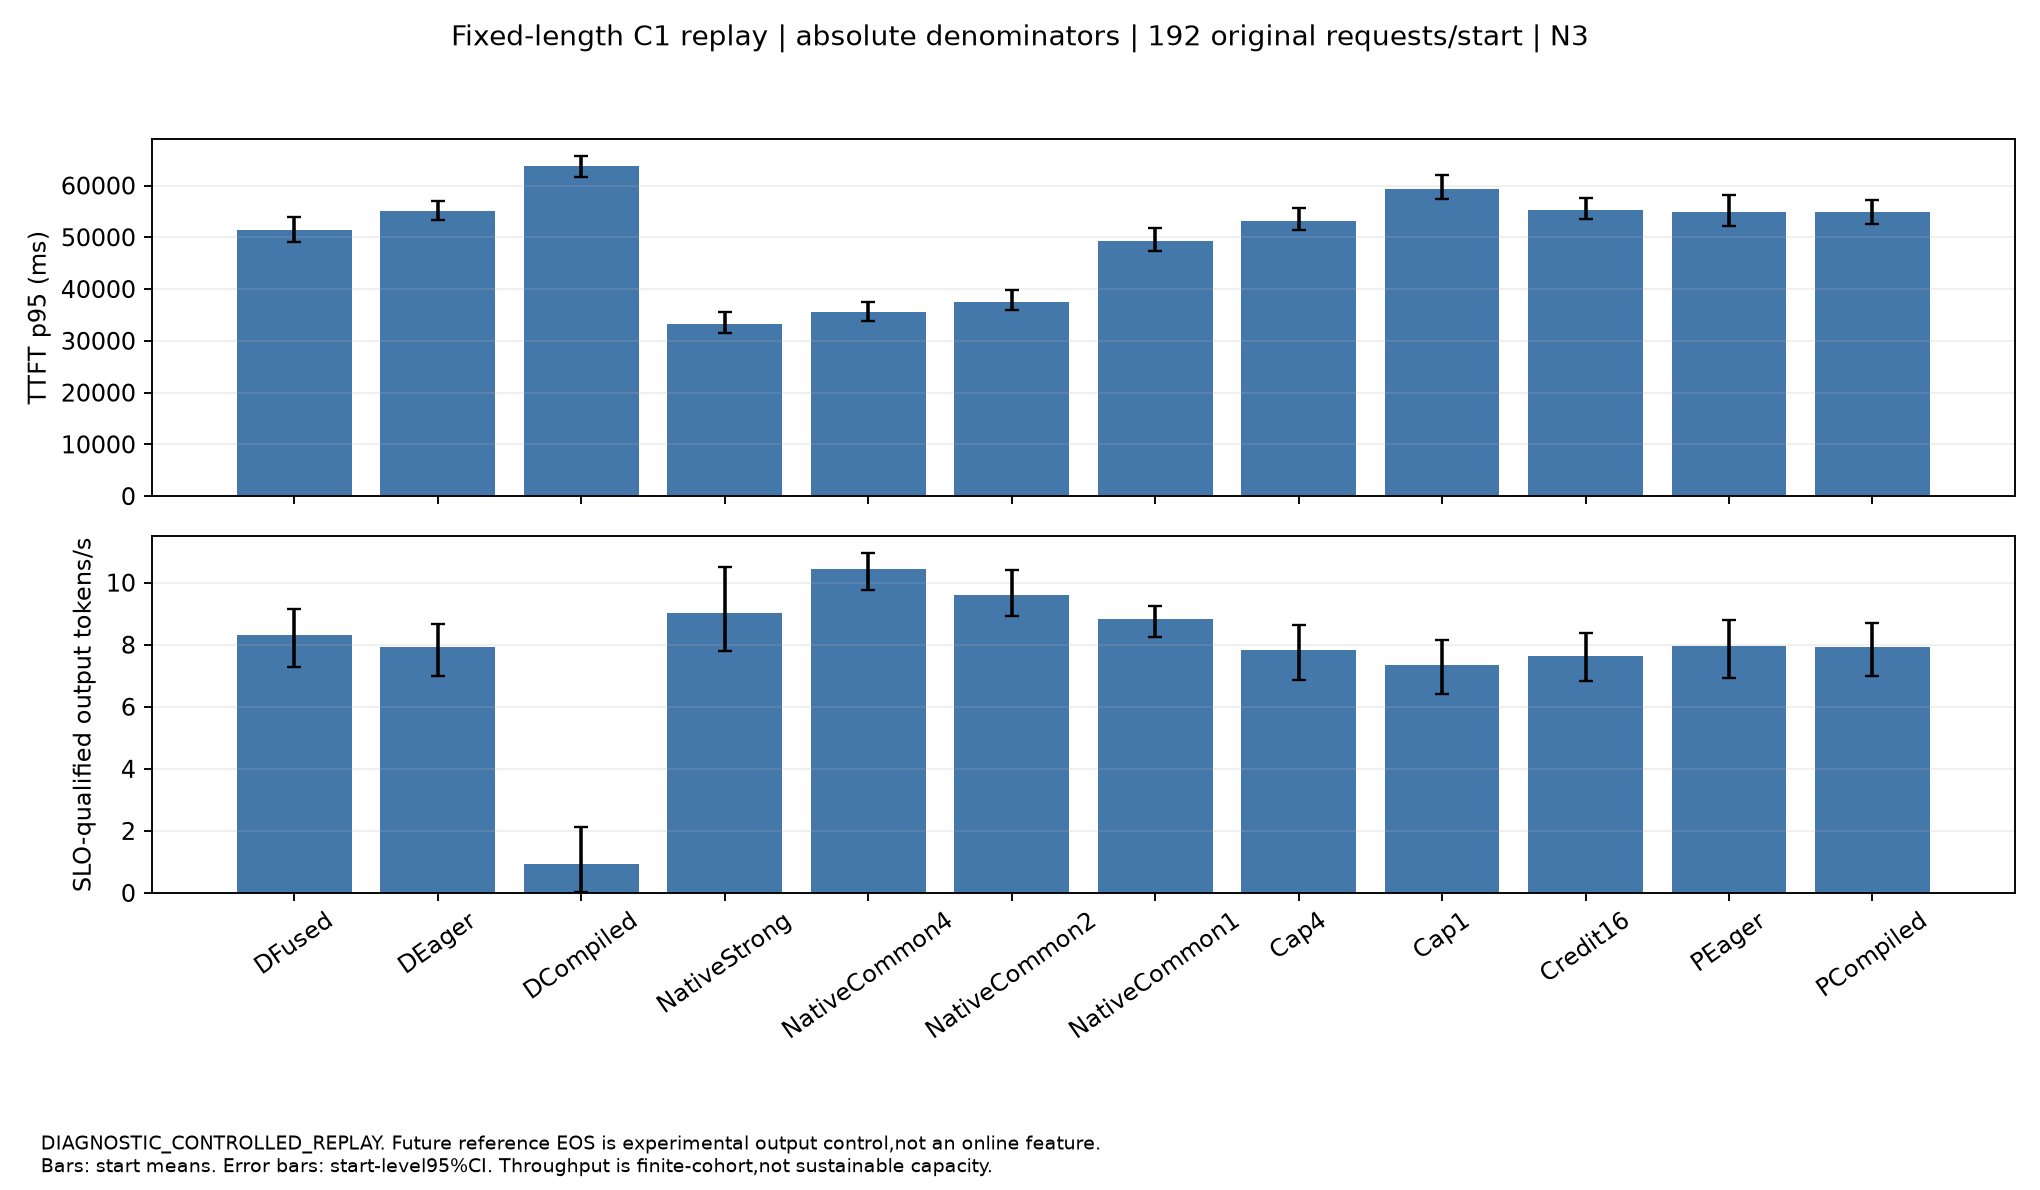 Fixed-length C1 replay | absolute denominators | 192 original requests/start | N3
TTFT p95 (ms)
60000
50000
40000
30000
20000
10000
0
SLO-qualified output tokens/s
10
8
6
4
2
0
DFused
DEager
DCompiled
NativeStrong
NativeCommon4
NativeCommon2
NativeCommon1
Cap4
Cap1
Credit16
PEager
PCompiled
DIAGNOSTIC_CONTROLLED_REPLAY. Future reference EOS is experimental output control,not an online feature.
Bars: start means. Error bars: start-level95%CI. Throughput is finite-cohort,not sustainable capacity.